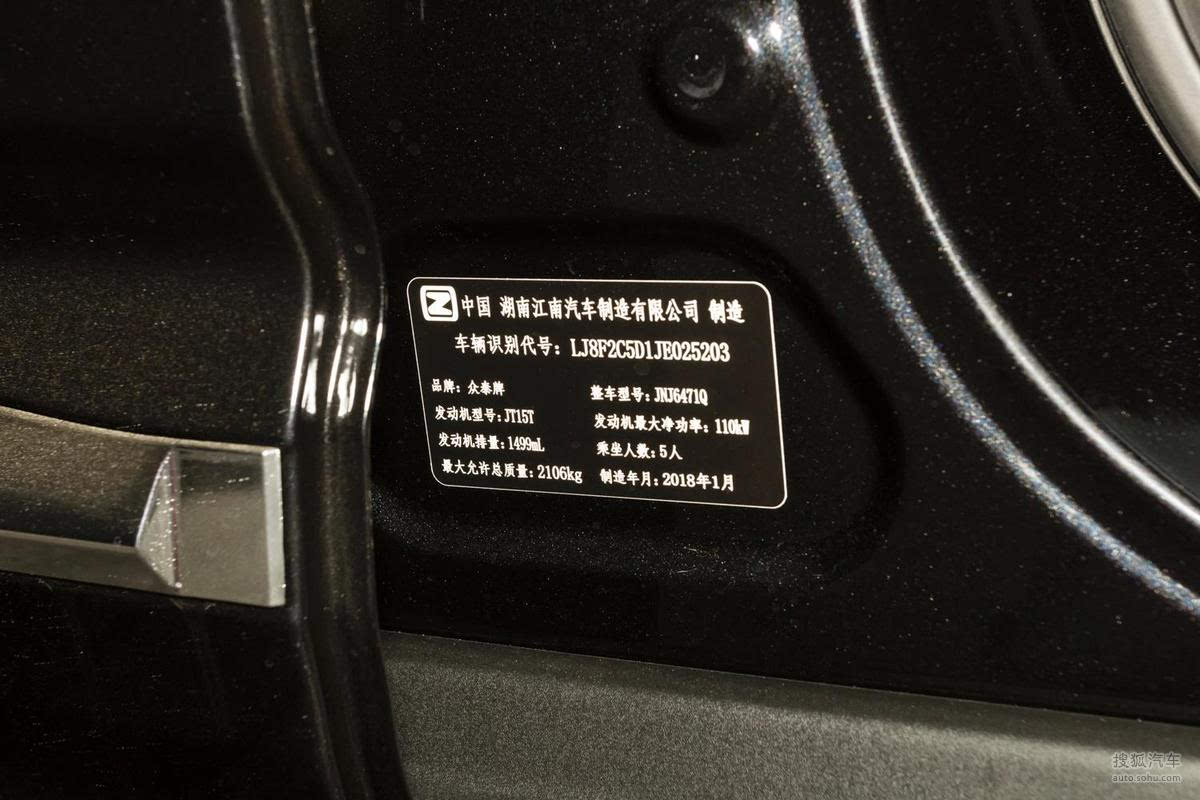 Z 中国 湖南江南汽车制造有限公司 制造
车辆识别代号：LJ8F2C5D1JE025203
品牌：众泰牌 整车型号：JNJ6471Q
发动机型号：JT15T 发动机最大净功率：110kW
发动机排量：1499mL 乘坐人数：5人
最大允许总质量：2106kg 制造年月：2018年1月
搜狐汽车
auto.sohu.com